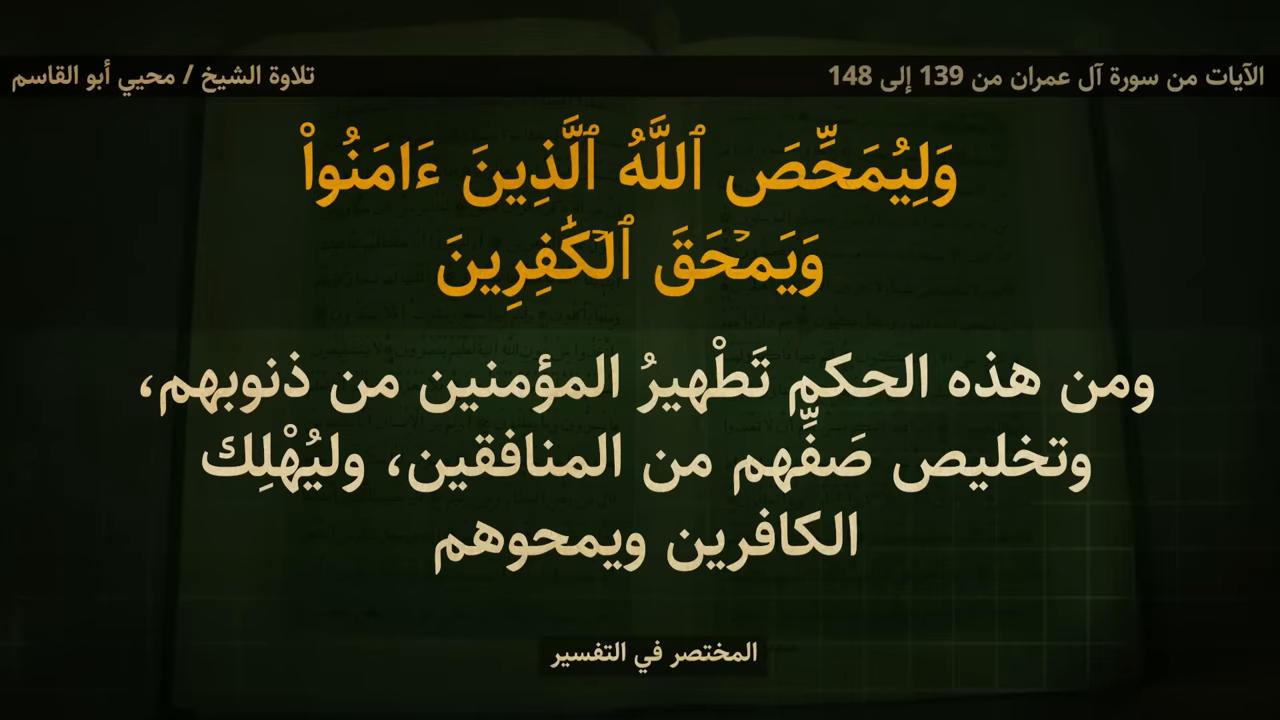 الآيات من سورة آل عمران من 139 إلى 148
تلاوة الشيخ / محيي أبو القاسم
وَلِيُمَحِّصَ ٱللَّهُ ٱلَّذِينَ ءَامَنُوا۟
وَيَمۡحَقَ ٱلۡكَٰفِرِينَ
ومن هذه الحكم تَطْهيرُ المؤمنين من ذنوبهم،
وتخليص صَفِّهم من المنافقين، وليُهْلِك
الكافرين ويمحوهم
المختصر في التفسير